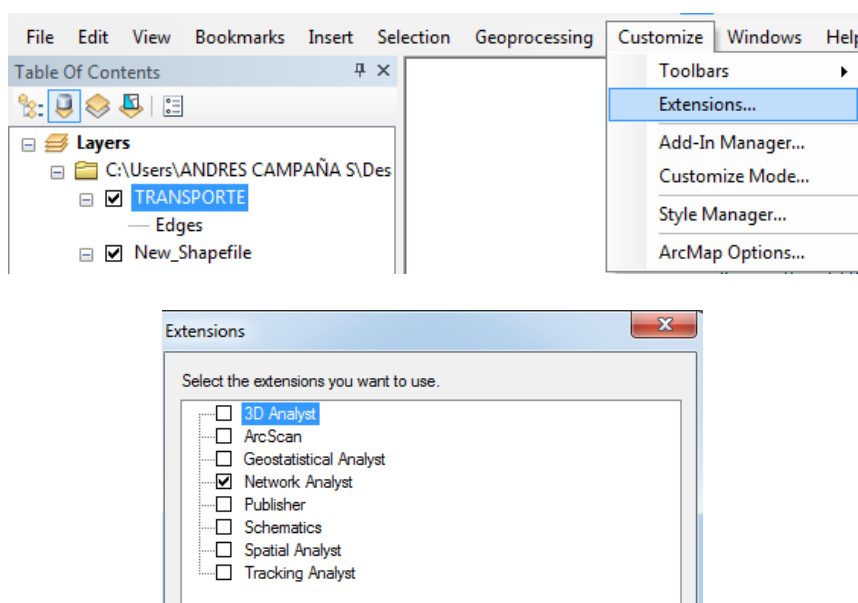 File Edit View Bookmarks Insert Selection Geoprocessing Customize Windows Help
Table Of Contents
Layers
C:\Users\ANDRES CAMPAÑA S\Des
TRANSPORTE
Edges
New_Shapefile
Toolbars
Extensions...
Add-In Manager...
Customize Mode...
Style Manager...
ArcMap Options...
Extensions
Select the extensions you want to use.
3D Analyst
ArcScan
Geostatistical Analyst
Network Analyst
Publisher
Schematics
Spatial Analyst
Tracking Analyst